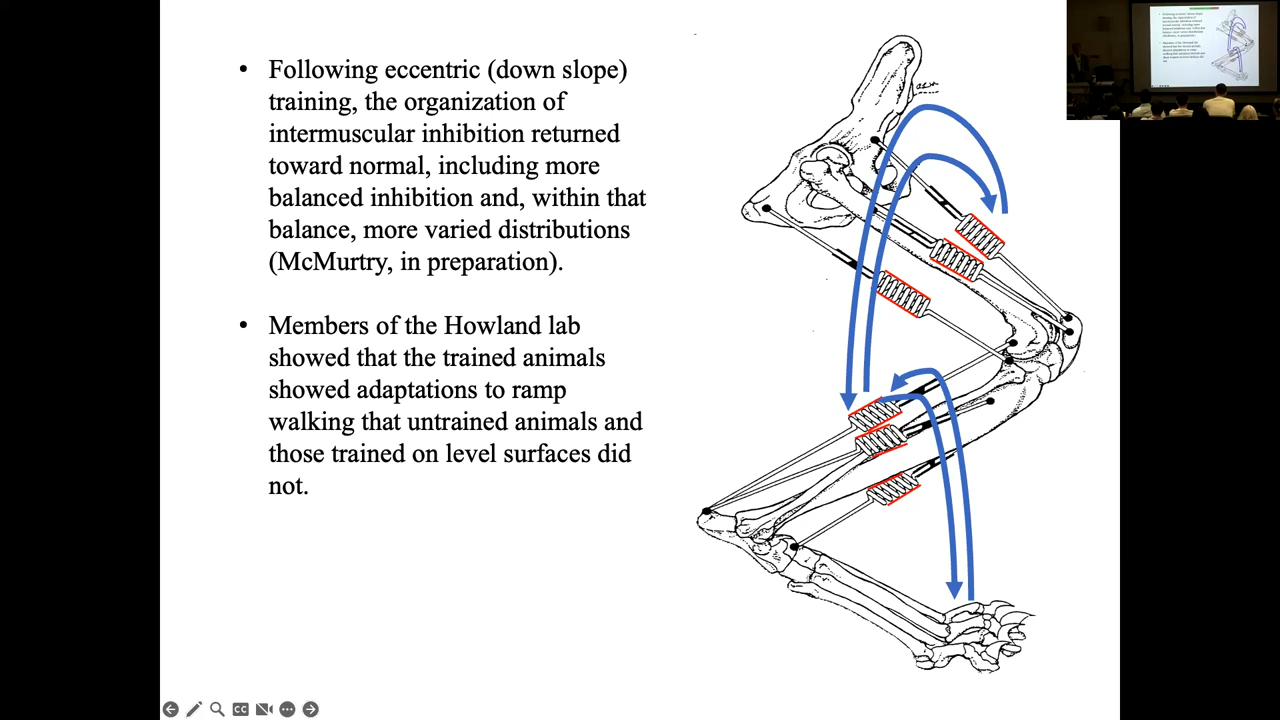 • Following eccentric (down slope)
training, the organization of
intermuscular inhibition returned
toward normal, including more
balanced inhibition and, within that
balance, more varied distributions
(McMurtry, in preparation).
• Members of the Howland lab
showed that the trained animals
showed adaptations to ramp
walking that untrained animals and
those trained on level surfaces did
not.
CC